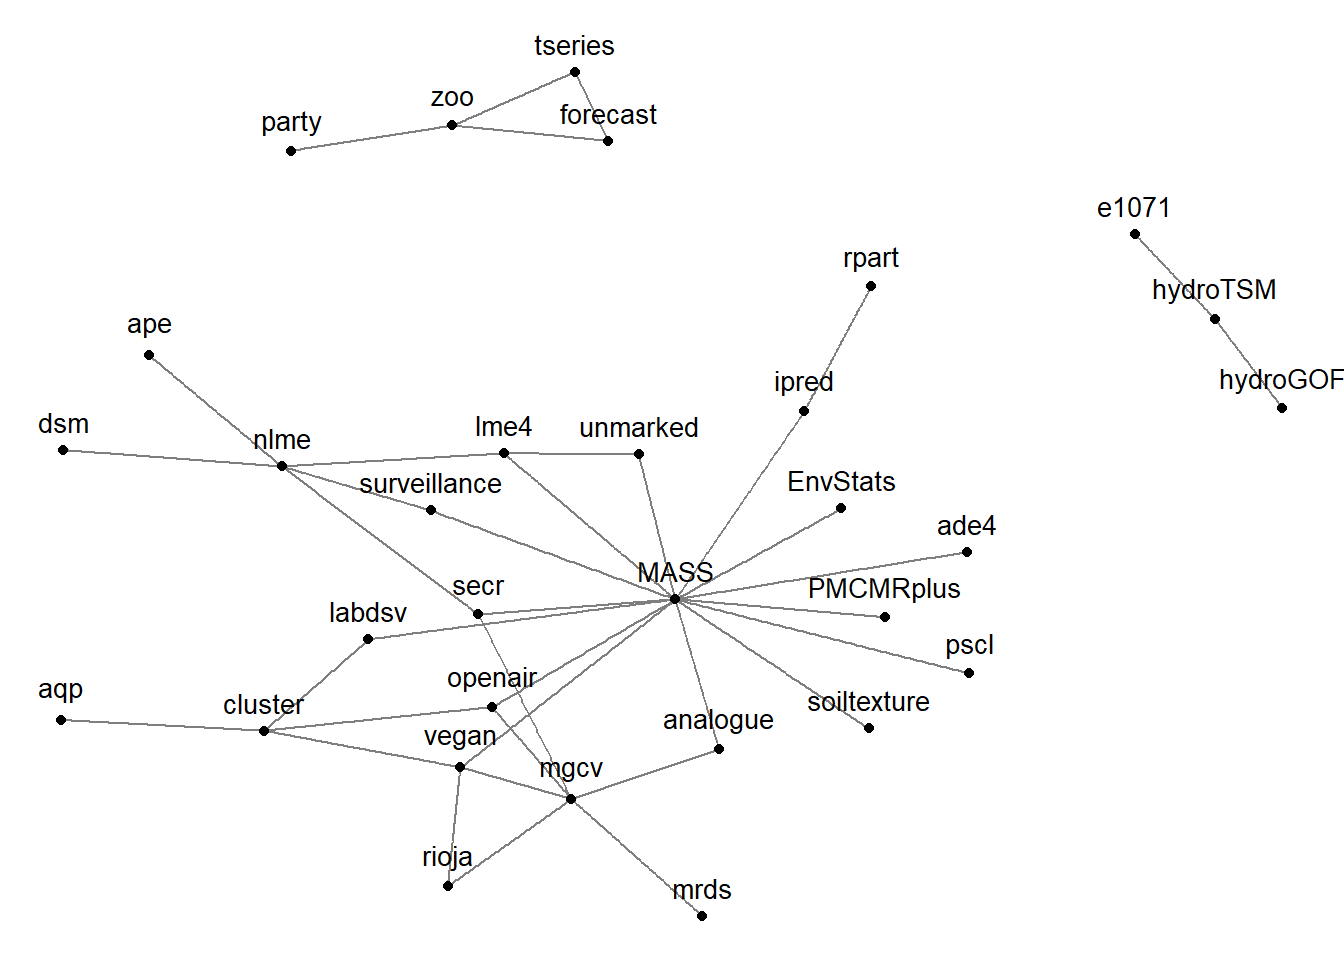 tseries
zoo
forecast
party
e1071
rpart
hydroTSM
ape
ipred
hydroGOF
dsm
nlme
lme4
unmarked
surveillance
EnvStats
ade4
MASS
secr
PMCMRplus
labdsv
pscl
openair
aqp
cluster
soiltexture
analogue
vegan
mgcv
rioja
mrds